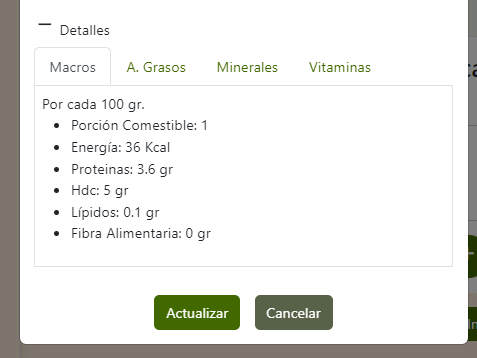 Detalles
Macros A. Grasos Minerales Vitaminas
Por cada 100 gr.
Porción Comestible: 1
Energía: 36 Kcal
Proteinas: 3.6 gr
Hdc: 5 gr
Lípidos: 0.1 gr
Fibra Alimentaria: 0 gr
Actualizar Cancelar